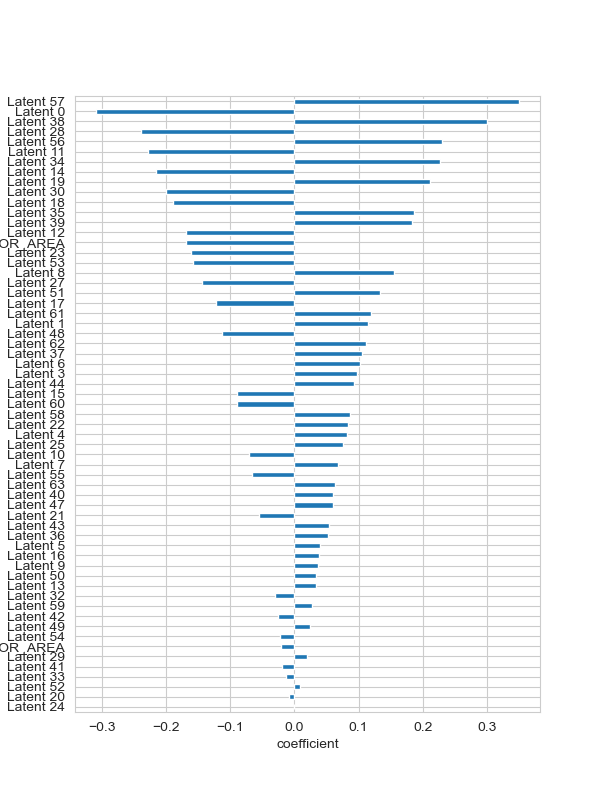 Latent 57
Latent 0
Latent 38
Latent 28
Latent 56
Latent 11
Latent 34
Latent 14
Latent 19
Latent 30
Latent 18
Latent 35
Latent 39
Latent 12
OR_AREA
Latent 23
Latent 53
Latent 8
Latent 27
Latent 51
Latent 17
Latent 61
Latent 1
Latent 48
Latent 62
Latent 37
Latent 6
Latent 3
Latent 44
Latent 15
Latent 60
Latent 58
Latent 22
Latent 4
Latent 25
Latent 10
Latent 7
Latent 55
Latent 63
Latent 40
Latent 47
Latent 21
Latent 43
Latent 36
Latent 5
Latent 16
Latent 9
Latent 50
Latent 13
Latent 32
Latent 59
Latent 42
Latent 49
Latent 54
OR_AREA
Latent 29
Latent 41
Latent 33
Latent 52
Latent 20
Latent 24
−0.3 −0.2 −0.1 0.0 0.1 0.2 0.3
coefficient